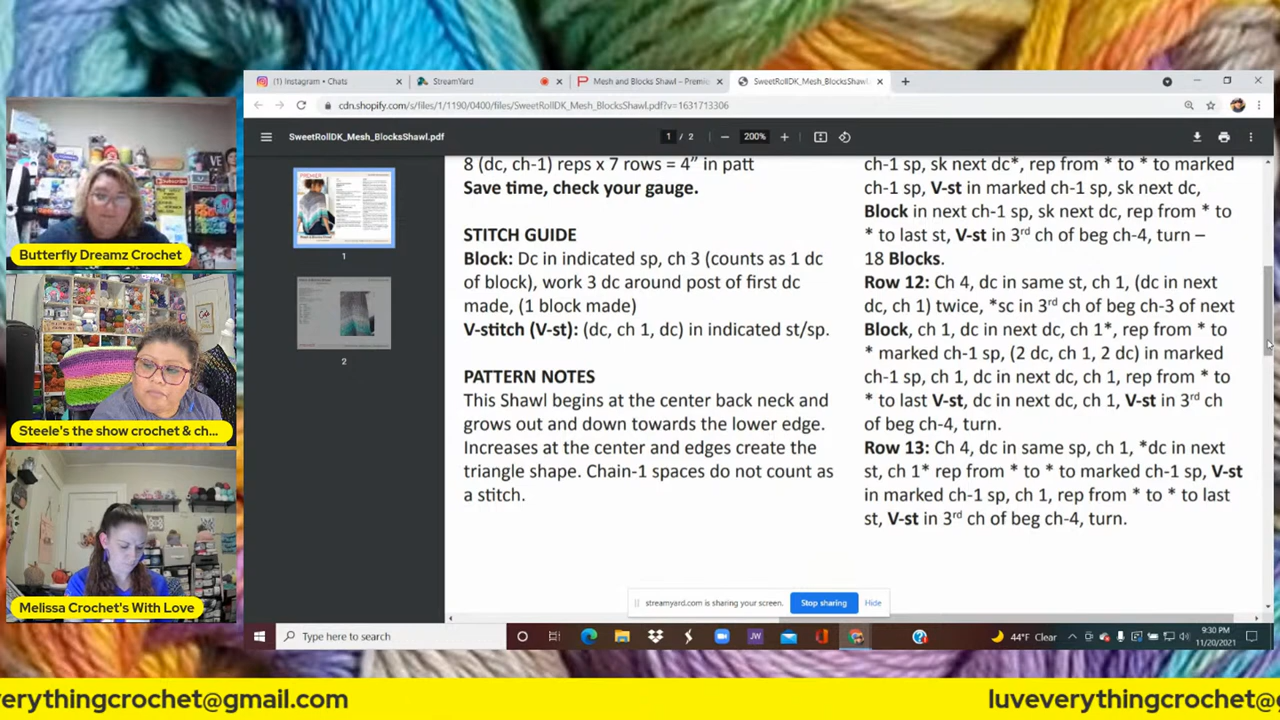 (1) Instagram • Chats
StreamYard
Mesh and Blocks Shawl – Premie
SweetRollDK_Mesh_BlocksShawl.
cdn.shopify.com/s/files/1/1190/0400/files/SweetRollDK_Mesh_BlocksShawl.pdf?v=1631713306
SweetRollDK_Mesh_BlocksShawl.pdf
1 / 2
200%
1
2
8 (dc, ch-1) reps x 7 rows = 4” in patt
Save time, check your gauge.
STITCH GUIDE
Block: Dc in indicated sp, ch 3 (counts as 1 dc
of block), work 3 dc around post of first dc
made, (1 block made)
V-stitch (V-st): (dc, ch 1, dc) in indicated st/sp.
PATTERN NOTES
This Shawl begins at the center back neck and
grows out and down towards the lower edge.
Increases at the center and edges create the
triangle shape. Chain-1 spaces do not count as
a stitch.
ch-1 sp, sk next dc*, rep from * to * to marked
ch-1 sp, V-st in marked ch-1 sp, sk next dc,
Block in next ch-1 sp, sk next dc, rep from * to
* to last st, V-st in 3rd ch of beg ch-4, turn –
18 Blocks.
Row 12: Ch 4, dc in same st, ch 1, (dc in next
dc, ch 1) twice, *sc in 3rd ch of beg ch-3 of next
Block, ch 1, dc in next dc, ch 1*, rep from * to
* marked ch-1 sp, (2 dc, ch 1, 2 dc) in marked
ch-1 sp, ch 1, dc in next dc, ch 1, rep from * to
* to last V-st, dc in next dc, ch 1, V-st in 3rd ch
of beg ch-4, turn.
Row 13: Ch 4, dc in same sp, ch 1, *dc in next
st, ch 1* rep from * to * to marked ch-1 sp, V-st
in marked ch-1 sp, ch 1, rep from * to * to last
st, V-st in 3rd ch of beg ch-4, turn.
streamyard.com is sharing your screen.
Stop sharing
Hide
Type here to search
JW
44°F Clear
9:30 PM
11/20/2021
Butterfly Dreamz Crochet
Steele's the show crochet & ch...
Melissa Crochet's With Love
verythingcrochet@gmail.com
luveverythingcrochet@g